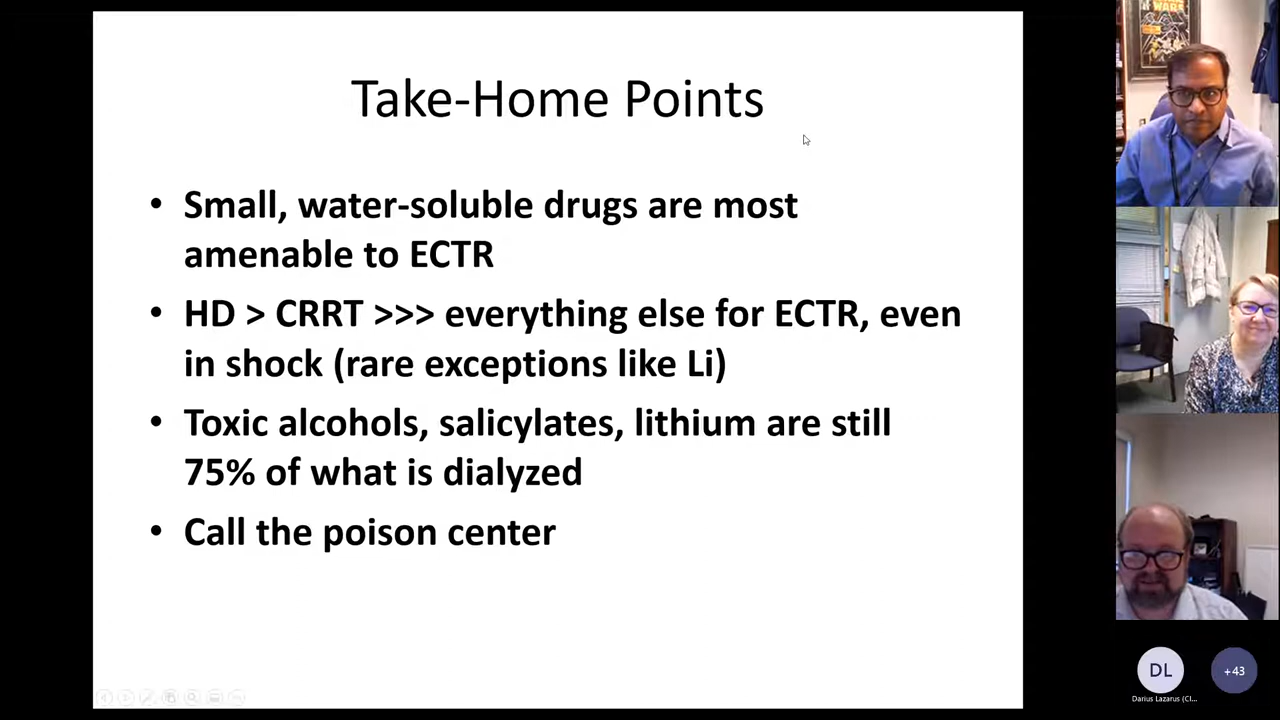 WARS
Take-Home Points
• Small, water-soluble drugs are most
amenable to ECTR
• HD > CRRT >>> everything else for ECTR, even
in shock (rare exceptions like Li)
• Toxic alcohols, salicylates, lithium are still
75% of what is dialyzed
• Call the poison center
DL
+43
Darius Lazarus (Cl...